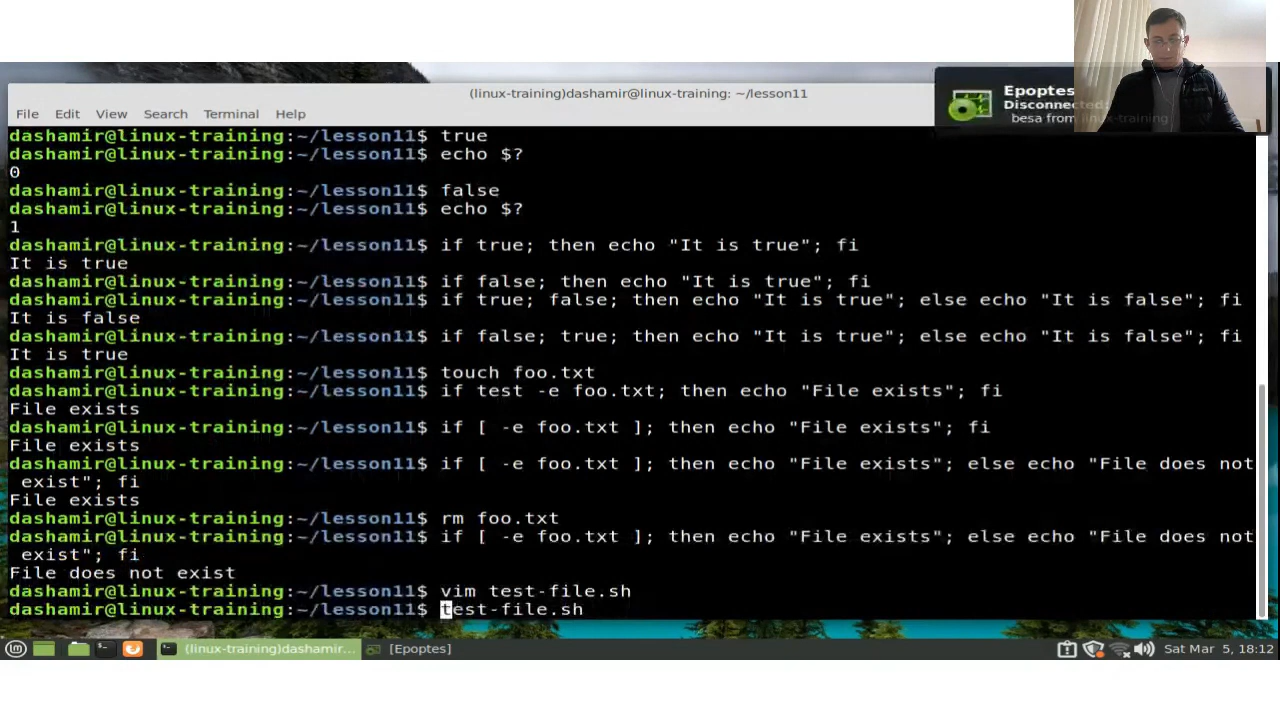 (linux-training)dashamir@linux-training: ~/lesson11
Epoptes
Disconnected:
besa from linux-training
File Edit View Search Terminal Help
dashamir@linux-training:~/lesson11$ true
dashamir@linux-training:~/lesson11$ echo $?
0
dashamir@linux-training:~/lesson11$ false
dashamir@linux-training:~/lesson11$ echo $?
1
dashamir@linux-training:~/lesson11$ if true; then echo "It is true"; fi
It is true
dashamir@linux-training:~/lesson11$ if false; then echo "It is true"; fi
dashamir@linux-training:~/lesson11$ if true; false; then echo "It is true"; else echo "It is false"; fi
It is false
dashamir@linux-training:~/lesson11$ if false; true; then echo "It is true"; else echo "It is false"; fi
It is true
dashamir@linux-training:~/lesson11$ touch foo.txt
dashamir@linux-training:~/lesson11$ if test -e foo.txt; then echo "File exists"; fi
File exists
dashamir@linux-training:~/lesson11$ if [ -e foo.txt ]; then echo "File exists"; fi
File exists
dashamir@linux-training:~/lesson11$ if [ -e foo.txt ]; then echo "File exists"; else echo "File does not
exist"; fi
File exists
dashamir@linux-training:~/lesson11$ rm foo.txt
dashamir@linux-training:~/lesson11$ if [ -e foo.txt ]; then echo "File exists"; else echo "File does not
exist"; fi
File does not exist
dashamir@linux-training:~/lesson11$ vim test-file.sh
dashamir@linux-training:~/lesson11$ test-file.sh
(linux-training)dashamir... [Epoptes] Sat Mar 5, 18:12